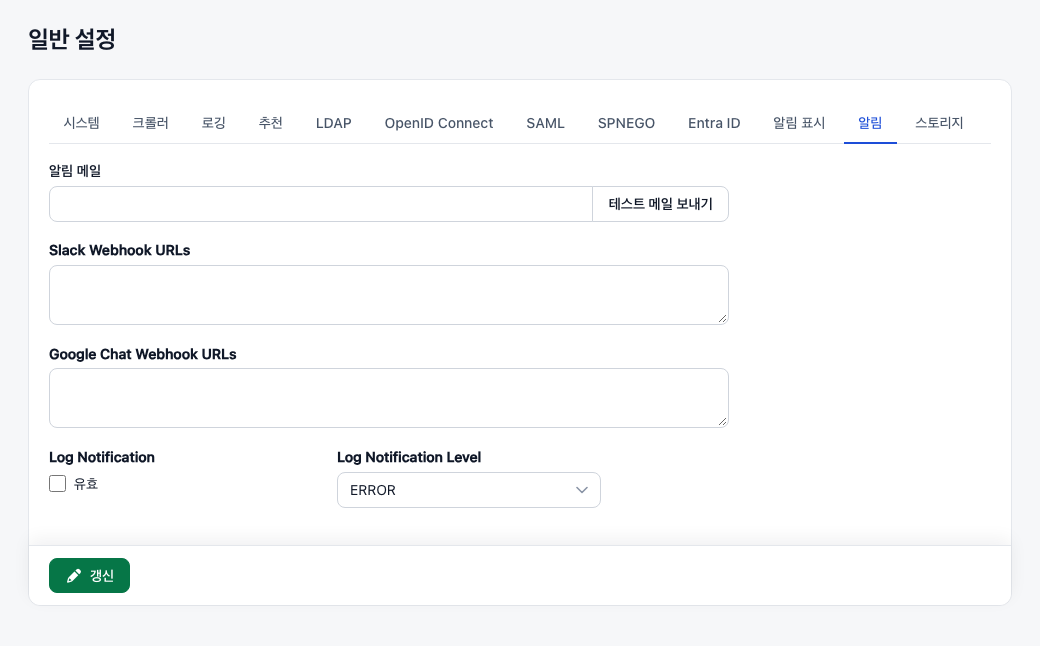 일반 설정
시스템 크롤러 로깅 추천 LDAP OpenID Connect SAML SPNEGO Entra ID 알림 표시 알림 스토리지
알림 메일
테스트 메일 보내기
Slack Webhook URLs
Google Chat Webhook URLs
Log Notification Log Notification Level
유효 ERROR
갱신